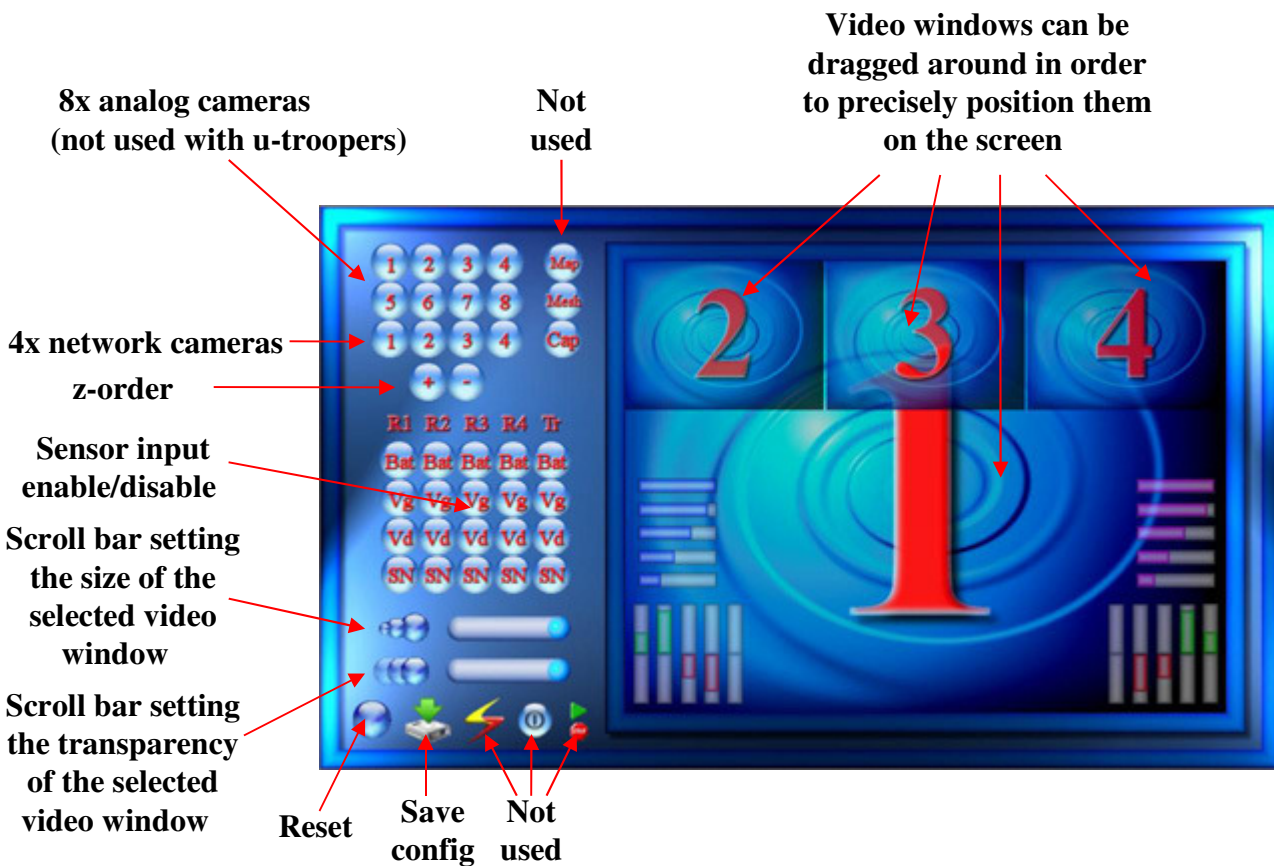 Video windows can be
dragged around in order
to precisely position them
on the screen
8x analog cameras
(not used with u-troopers)
Not
used
1 2 3 4 Map
5 6 7 8 Mesh
4x network cameras
1 2 3 4 Cap
z-order
+ -
2 3 4
1
R1 R2 R3 R4 Tr
Sensor input
enable/disable
Bat Bat Bat Bat Bat
Vg Vg Vg Vg Vg
Vd Vd Vd Vd Vd
SN SN SN SN SN
Scroll bar setting
the size of the
selected video
window
Scroll bar setting
the transparency
of the selected
video window
Reset
Save
config
Not
used